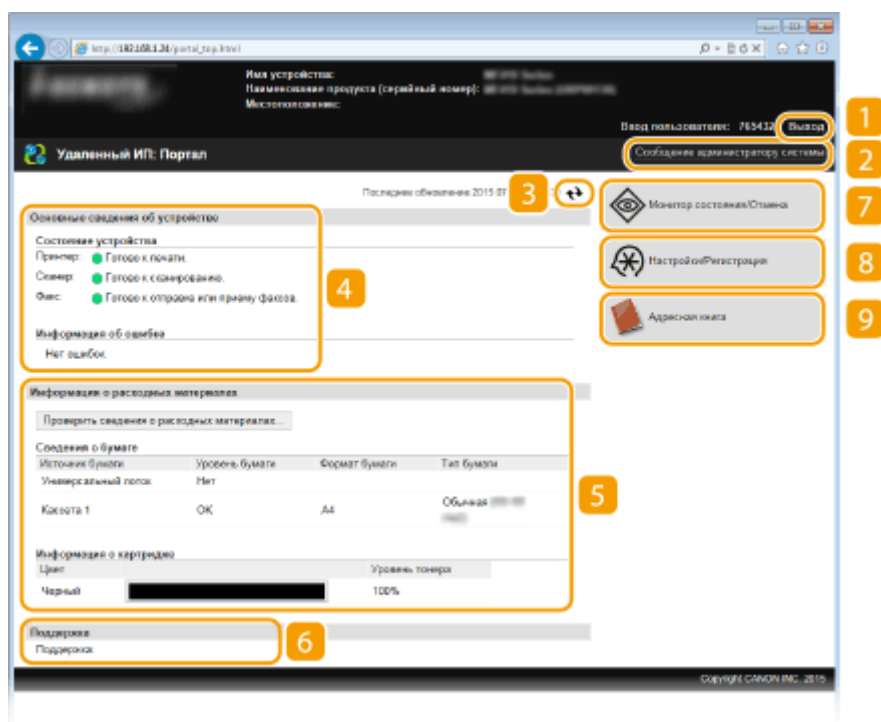 http://192.168.1.24/portal_top.html
Имя устройства:
Наименование продукта (серийный номер):
Местоположение:
Ввод пользователя: 765432 Выход
1
Удаленный ИП: Портал
Сообщение администратору системы
2
Последнее обновление: 2015 07
3
Основные сведения об устройстве
Состояние устройства
Принтер: Готово к печати.
Сканер: Готово к сканированию.
Факс: Готово к отправке или приему факсов.
4
Информация об ошибке
Нет ошибок.
Монитор состояния/Отмена
7
Настройки/Регистрация
8
Адресная книга
9
Информация о расходных материалах
Проверить сведения о расходных материалах...
Сведения о бумаге
Источник бумаги Уровень бумаги Формат бумаги Тип бумаги
Универсальный лоток Нет
Кассета 1 OK A4 Обычная
5
Информация о картридже
Цвет Уровень тонера
Черный 100%
Поддержка
Поддержка
6
Copyright CANON INC. 2015